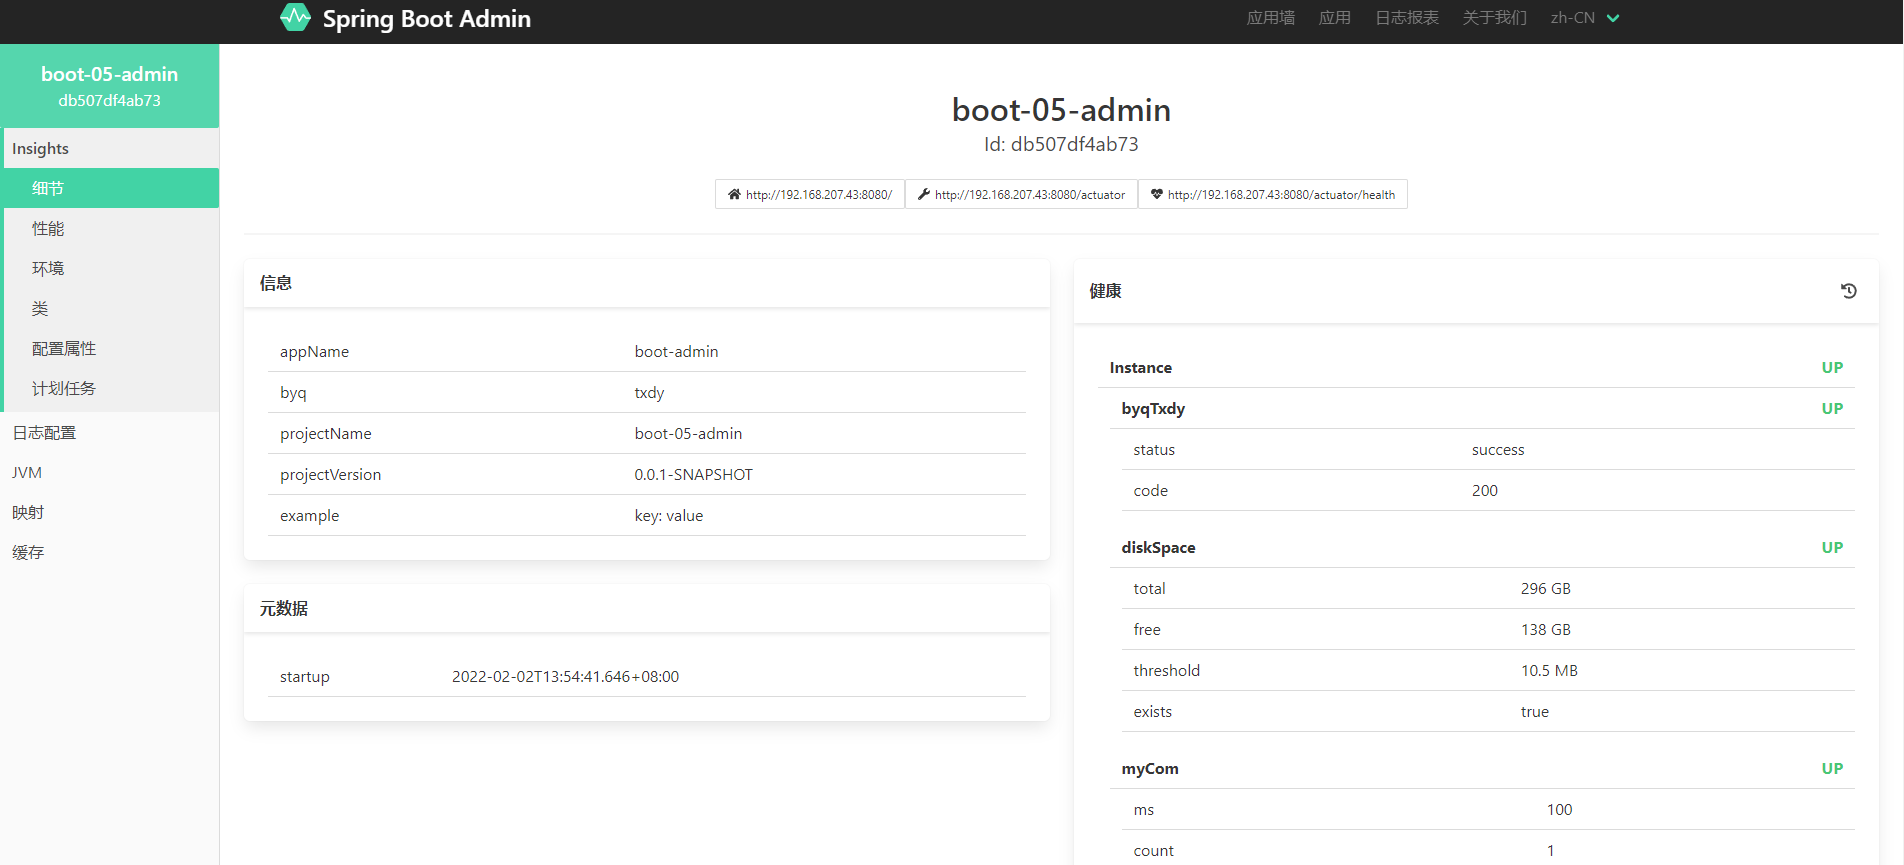 Spring Boot Admin
应用墙 应用 日志报表 关于我们 zh-CN
boot-05-admin
db507df4ab73
Insights
细节
性能
环境
类
配置属性
计划任务
日志配置
JVM
映射
缓存
boot-05-admin
Id: db507df4ab73
http://192.168.207.43:8080/ http://192.168.207.43:8080/actuator http://192.168.207.43:8080/actuator/health
信息
appName boot-admin
byq txdy
projectName boot-05-admin
projectVersion 0.0.1-SNAPSHOT
example key: value
元数据
startup 2022-02-02T13:54:41.646+08:00
健康
Instance UP
byqTxdy UP
status success
code 200
diskSpace UP
total 296 GB
free 138 GB
threshold 10.5 MB
exists true
myCom UP
ms 100
count 1